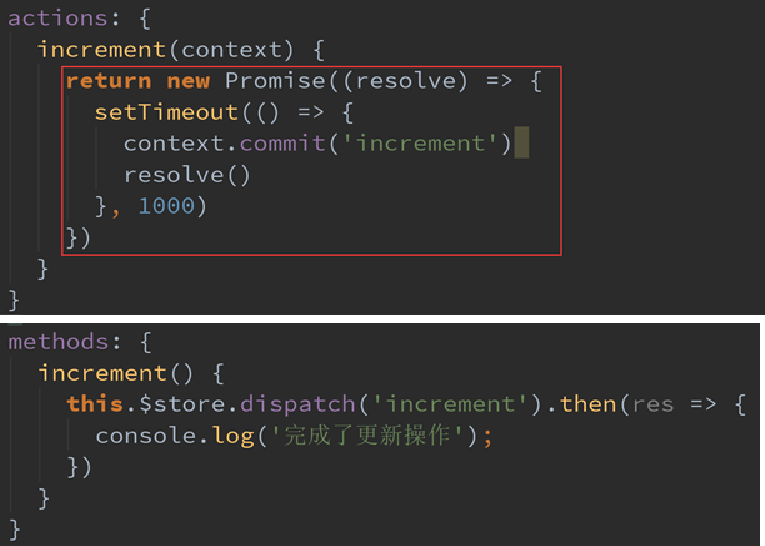 actions: {
increment(context) {
return new Promise((resolve) => {
setTimeout(() => {
context.commit('increment')
resolve()
}, 1000)
})
}
}
methods: {
increment() {
this.$store.dispatch('increment').then(res => {
console.log('完成了更新操作');
})
}
}